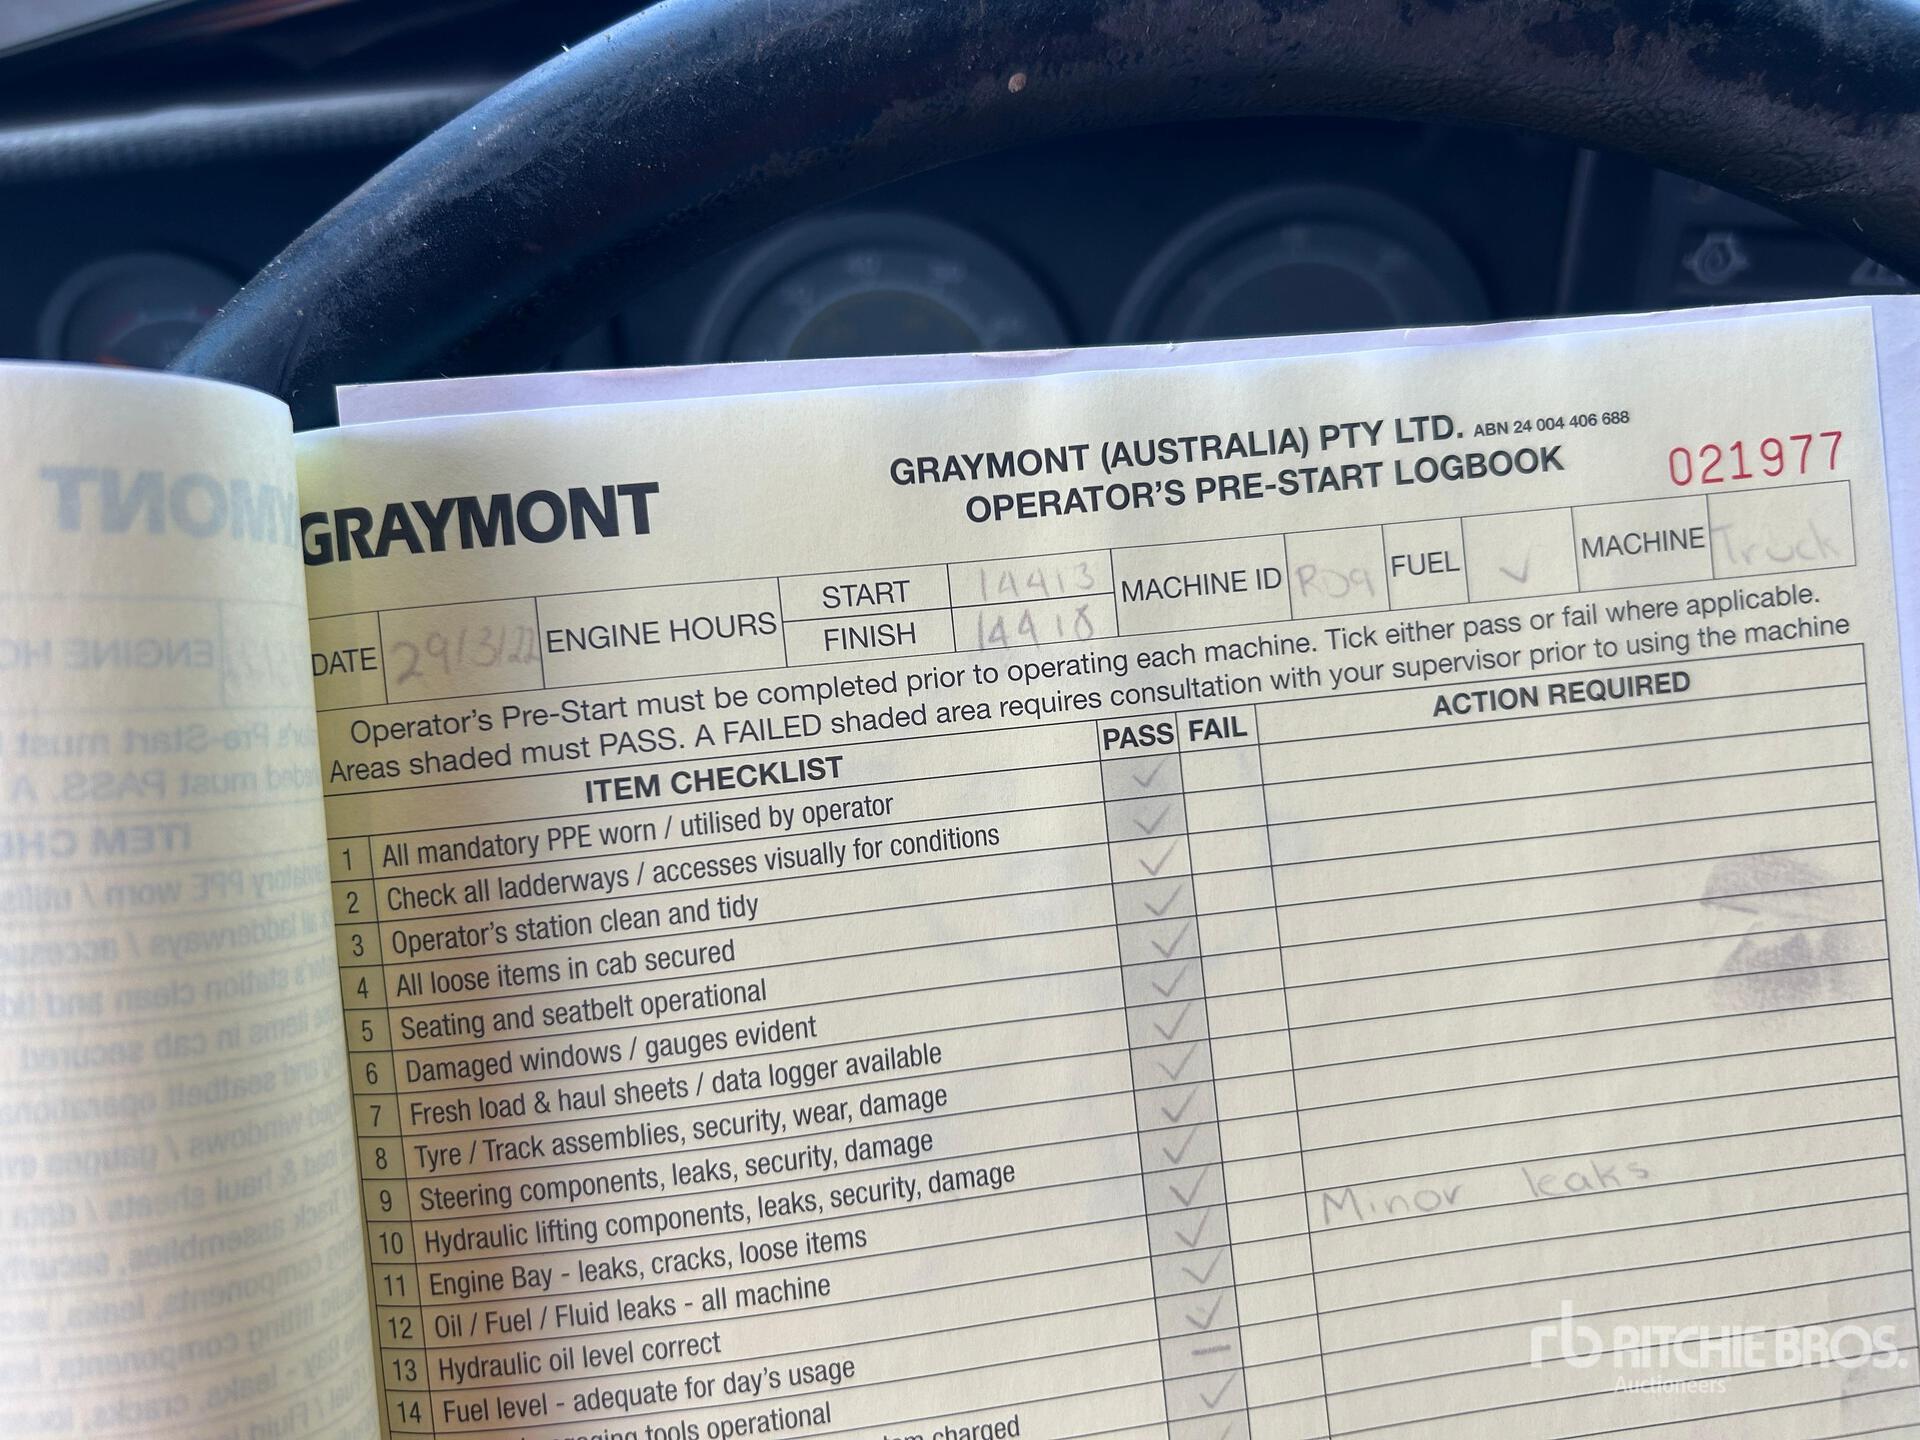 GRAYMONT
GRAYMONT (AUSTRALIA) PTY LTD. ABN 24 004 406 688
OPERATOR'S PRE-START LOGBOOK
021977
DATE 29/3/22 ENGINE HOURS START 14413 MACHINE ID RD9 FUEL ✓ MACHINE Truck
FINISH 14418
Operator's Pre-Start must be completed prior to operating each machine. Tick either pass or fail where applicable.
Areas shaded must PASS. A FAILED shaded area requires consultation with your supervisor prior to using the machine
ITEM CHECKLIST PASS FAIL ACTION REQUIRED
1 All mandatory PPE worn / utilised by operator ✓
2 Check all ladderways / accesses visually for conditions ✓
3 Operator's station clean and tidy ✓
4 All loose items in cab secured ✓
5 Seating and seatbelt operational ✓
6 Damaged windows / gauges evident ✓
7 Fresh load & haul sheets / data logger available ✓
8 Tyre / Track assemblies, security, wear, damage ✓
9 Steering components, leaks, security, damage ✓
10 Hydraulic lifting components, leaks, security, damage ✓
11 Engine Bay - leaks, cracks, loose items ✓ Minor leaks
12 Oil / Fuel / Fluid leaks - all machine ✓
13 Hydraulic oil level correct ✓
14 Fuel level - adequate for day's usage ✓
tools operational —
charged ✓
rb RITCHIE BROS.
Auctioneers